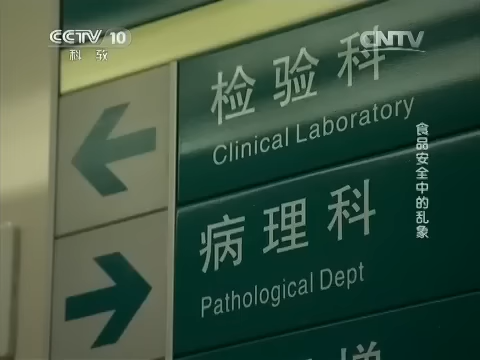 CCTV 10
科教
CNTV
检验科
Clinical Laboratory
食品安全中的乱象
病理科
Pathological Dept